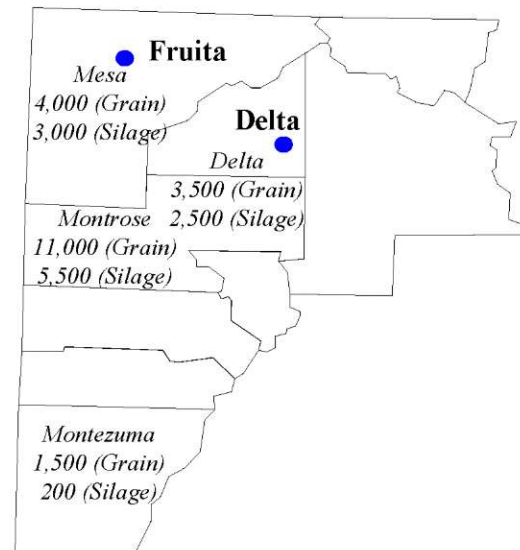 Fruita
Mesa
4,000 (Grain)
3,000 (Silage)
Delta
Delta
3,500 (Grain)
2,500 (Silage)
Montrose
11,000 (Grain)
5,500 (Silage)
Montezuma
1,500 (Grain)
200 (Silage)